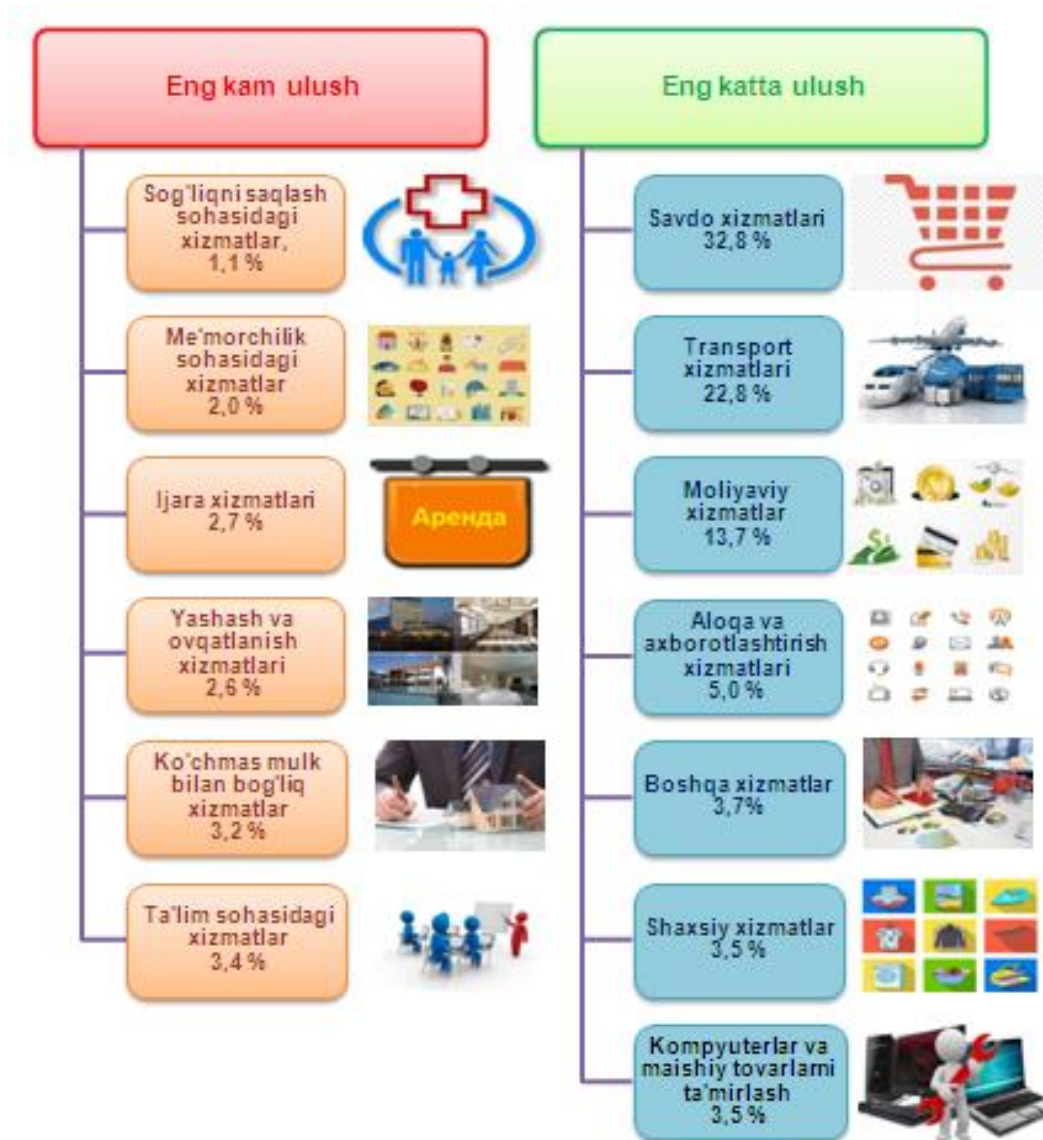 Eng kam ulush
Sog'liqni saqlash
sohasidagi
xizmatlar,
1,1 %
Me'morchilik
sohasidagi
xizmatlar
2,0 %
Ijara xizmatlari
2,7 %
Аренда
Yashash va
ovqatlanish
xizmatlari
2,6 %
Ko'chmas mulk
bilan bog'liq
xizmatlar
3,2 %
Ta'lim sohasidagi
xizmatlar
3,4 %
Eng katta ulush
Savdo xizmatlari
32,8 %
Transport
xizmatlari
22,8 %
Moliyaviy
xizmatlar
13,7 %
Aloqa va
axborotlashtirish
xizmatlari
5,0 %
Boshqa xizmatlar
3,7%
Shaxsiy xizmatlar
3,5 %
Kompyuterlar va
maishiy tovarlarni
ta'mirlash
3,5 %